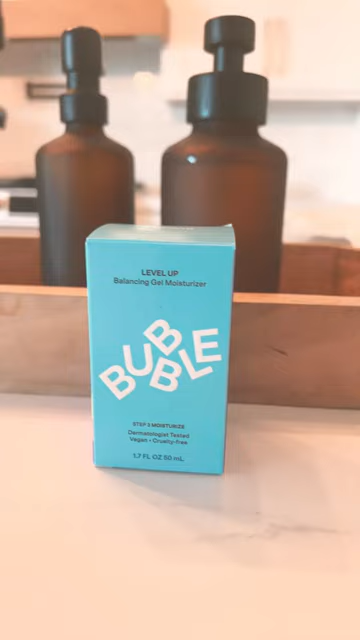 LEVEL UP
Balancing Gel Moisturizer
BUBBLE
STEP 3 MOISTURIZE
Dermatologist Tested
Vegan • Cruelty-free
1.7 FL OZ 50 mL